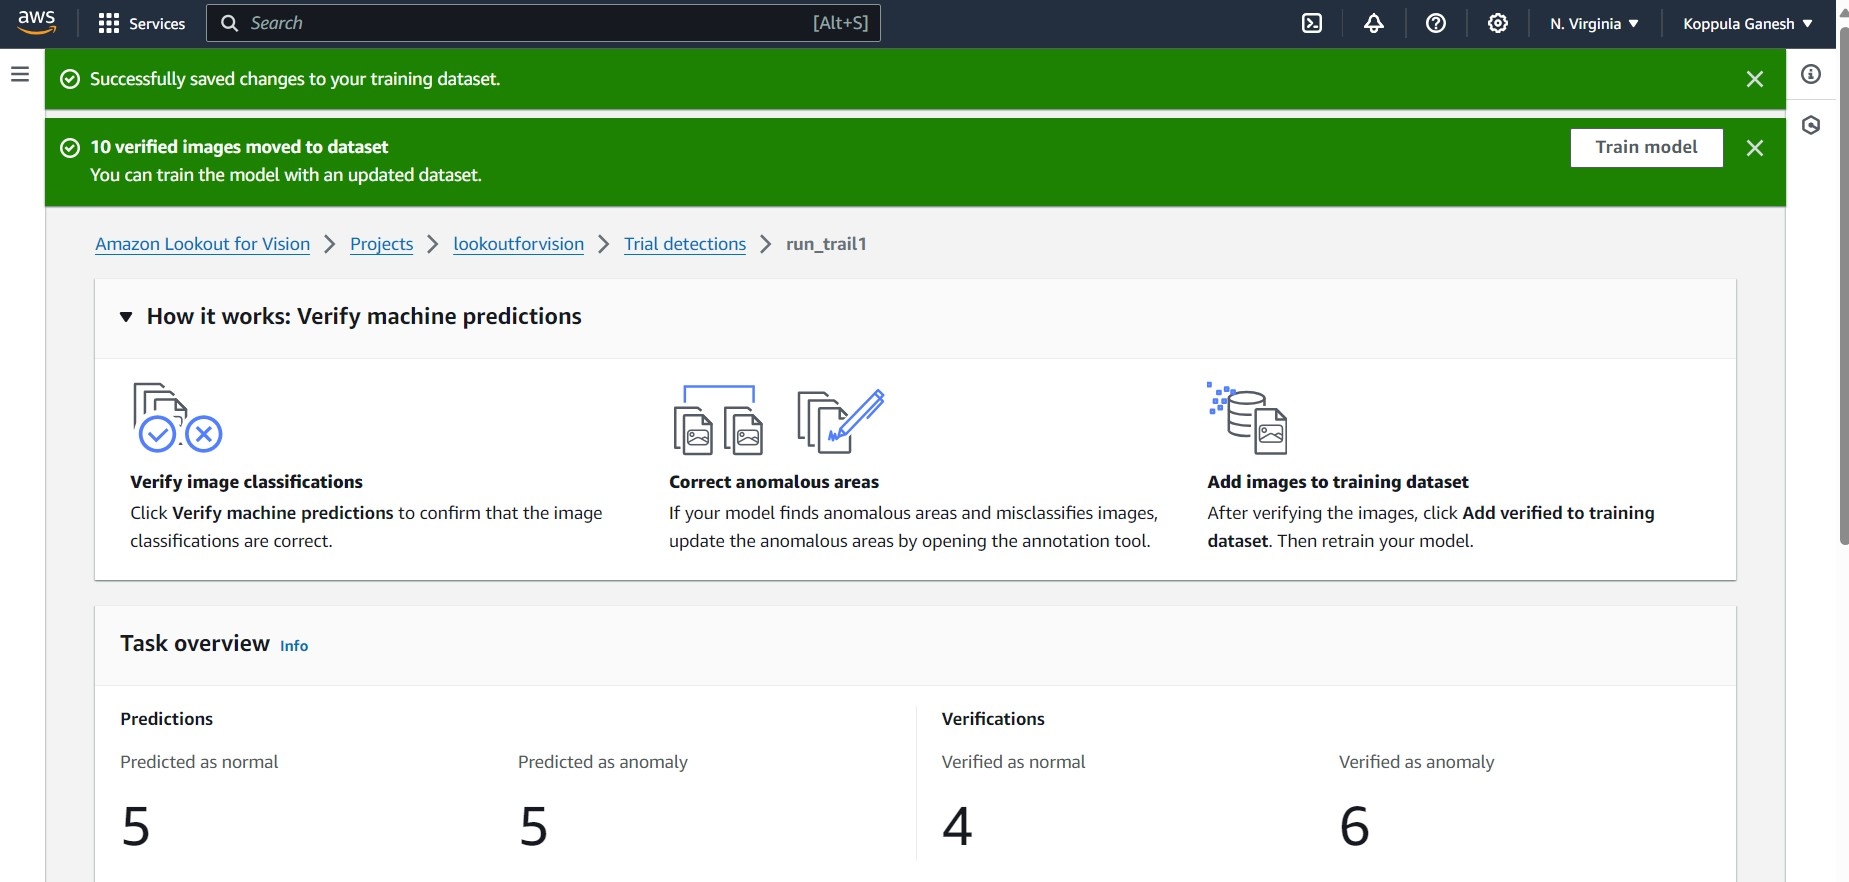 aws Services Search [Alt+S] N. Virginia Koppula Ganesh
Successfully saved changes to your training dataset.
10 verified images moved to dataset
You can train the model with an updated dataset.
Train model
Amazon Lookout for Vision Projects lookoutforvision Trial detections run_trail1
How it works: Verify machine predictions
Verify image classifications
Click Verify machine predictions to confirm that the image
classifications are correct.
Correct anomalous areas
If your model finds anomalous areas and misclassifies images,
update the anomalous areas by opening the annotation tool.
Add images to training dataset
After verifying the images, click Add verified to training
dataset. Then retrain your model.
Task overview Info
Predictions
Predicted as normal
5
Predicted as anomaly
5
Verifications
Verified as normal
4
Verified as anomaly
6